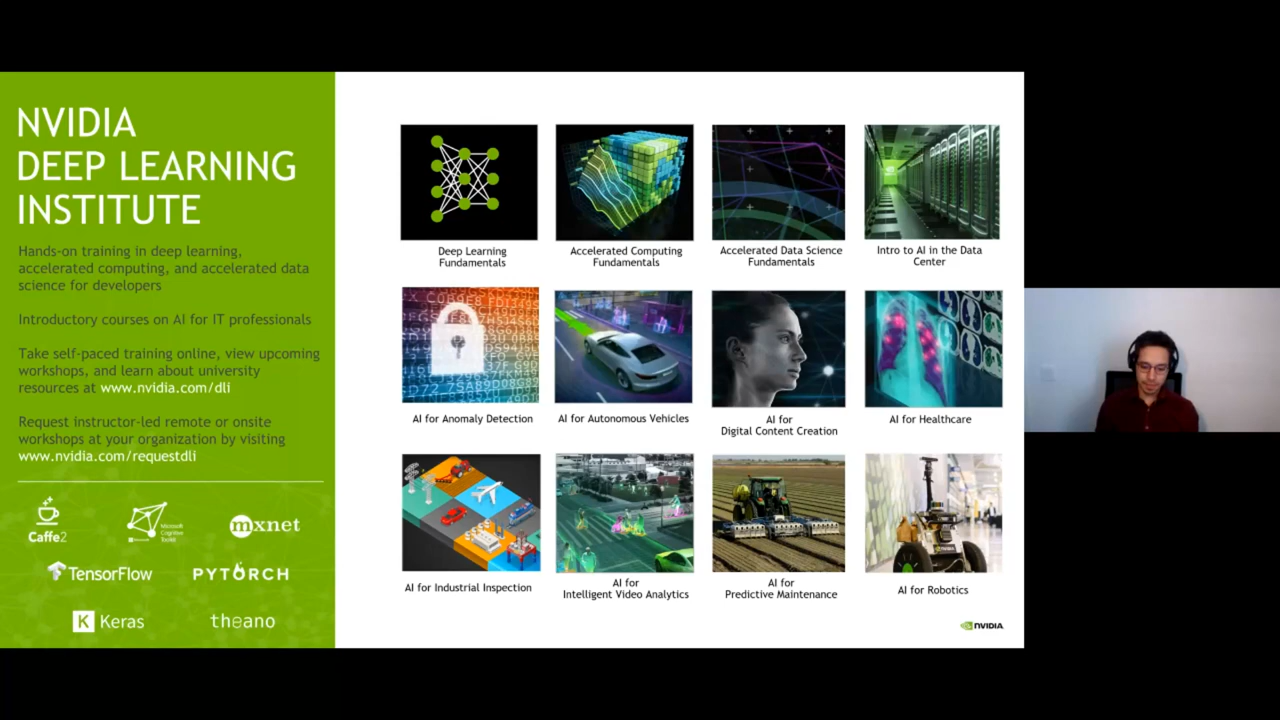 NVIDIA
DEEP LEARNING
INSTITUTE
Hands-on training in deep learning,
accelerated computing, and accelerated data
science for developers
Introductory courses on AI for IT professionals
Take self-paced training online, view upcoming
workshops, and learn about university
resources at www.nvidia.com/dli
Request instructor-led remote or onsite
workshops at your organization by visiting
www.nvidia.com/requestdli
Caffe2
Microsoft
Cognitive
Toolkit
mxnet
TensorFlow
PYTORCH
K Keras
theano
Deep Learning
Fundamentals
Accelerated Computing
Fundamentals
Accelerated Data Science
Fundamentals
Intro to AI in the Data
Center
AI for Anomaly Detection
AI for Autonomous Vehicles
AI for
Digital Content Creation
AI for Healthcare
AI for Industrial Inspection
AI for
Intelligent Video Analytics
AI for
Predictive Maintenance
AI for Robotics
NVIDIA